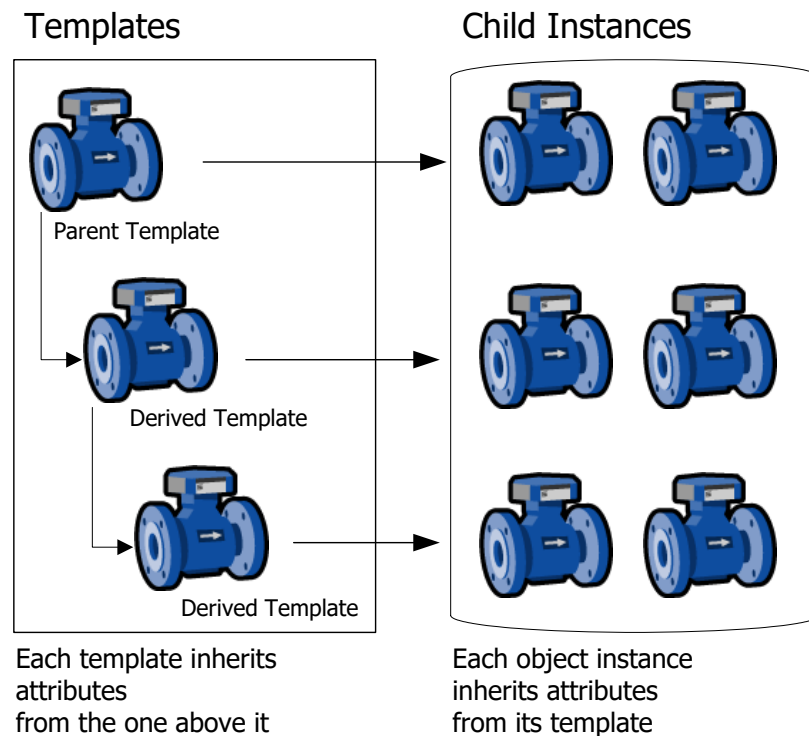 Templates
Child Instances
Parent Template
Derived Template
Derived Template
Each template inherits
attributes
from the one above it
Each object instance
inherits attributes
from its template